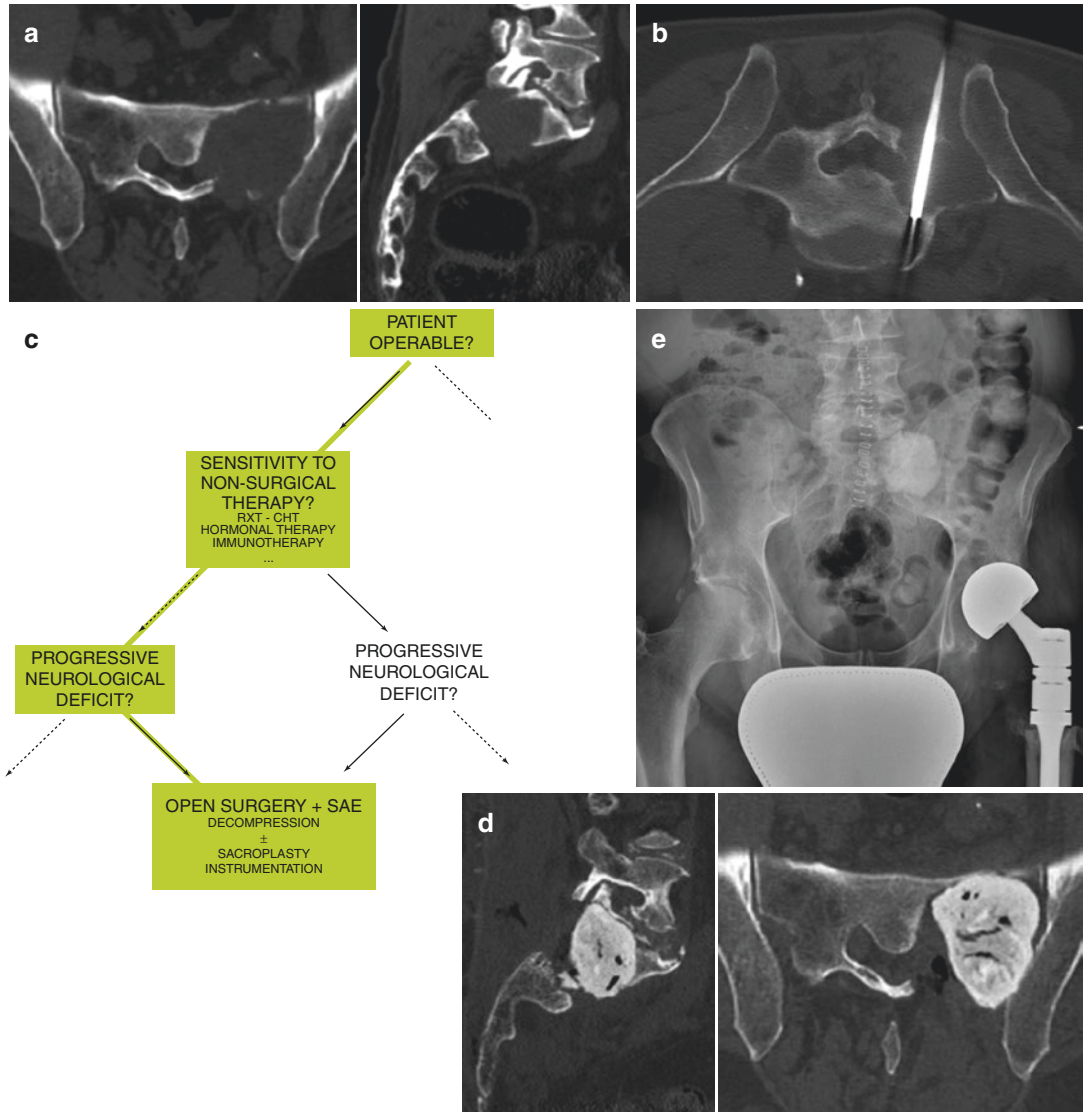 a
b
c
PATIENT
OPERABLE?
SENSITIVITY TO
NON-SURGICAL
THERAPY?
RXT - CHT
HORMONAL THERAPY
IMMUNOTHERAPY
...
PROGRESSIVE
NEUROLOGICAL
DEFICIT?
PROGRESSIVE
NEUROLOGICAL
DEFICIT?
OPEN SURGERY + SAE
DECOMPRESSION
±
SACROPLASTY
INSTRUMENTATION
e
d